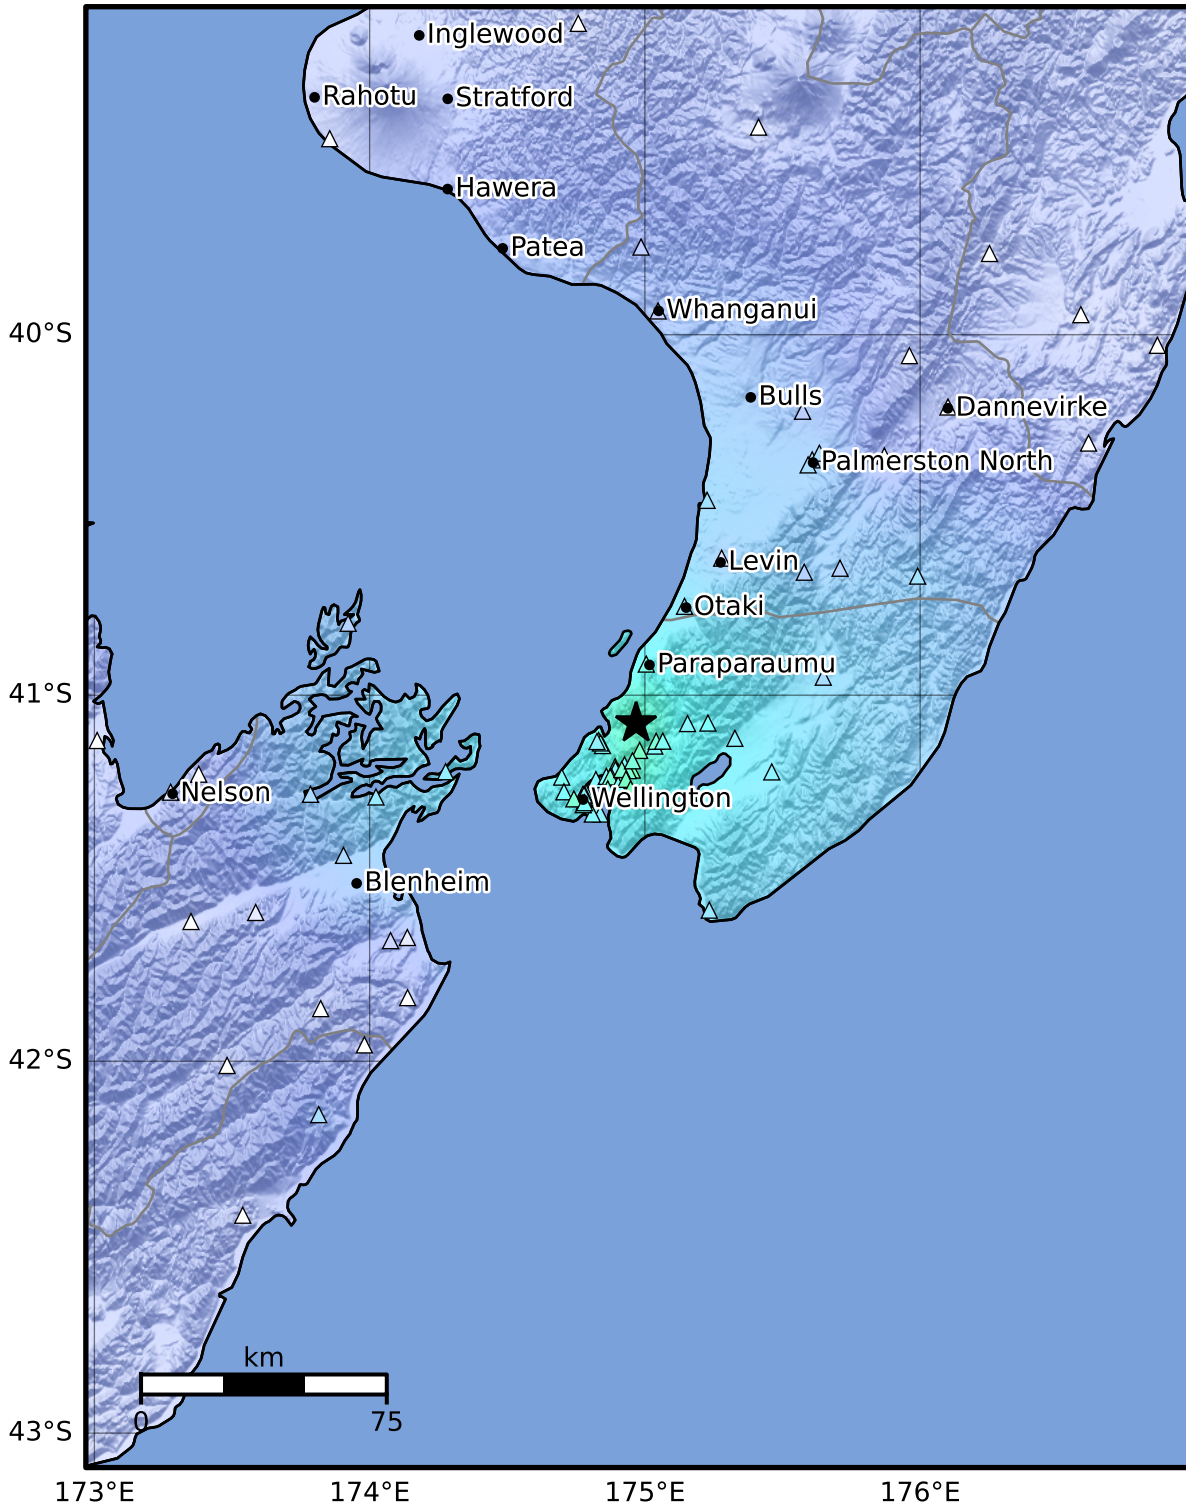 Inglewood
Rahotu
Stratford
Hawera
Patea
Whanganui
40°S
Bulls
Dannevirke
Palmerston North
Levin
Otaki
Paraparaumu
41°S
Nelson
Wellington
Blenheim
42°S
km
0
75
43°S
173°E
174°E
175°E
176°E